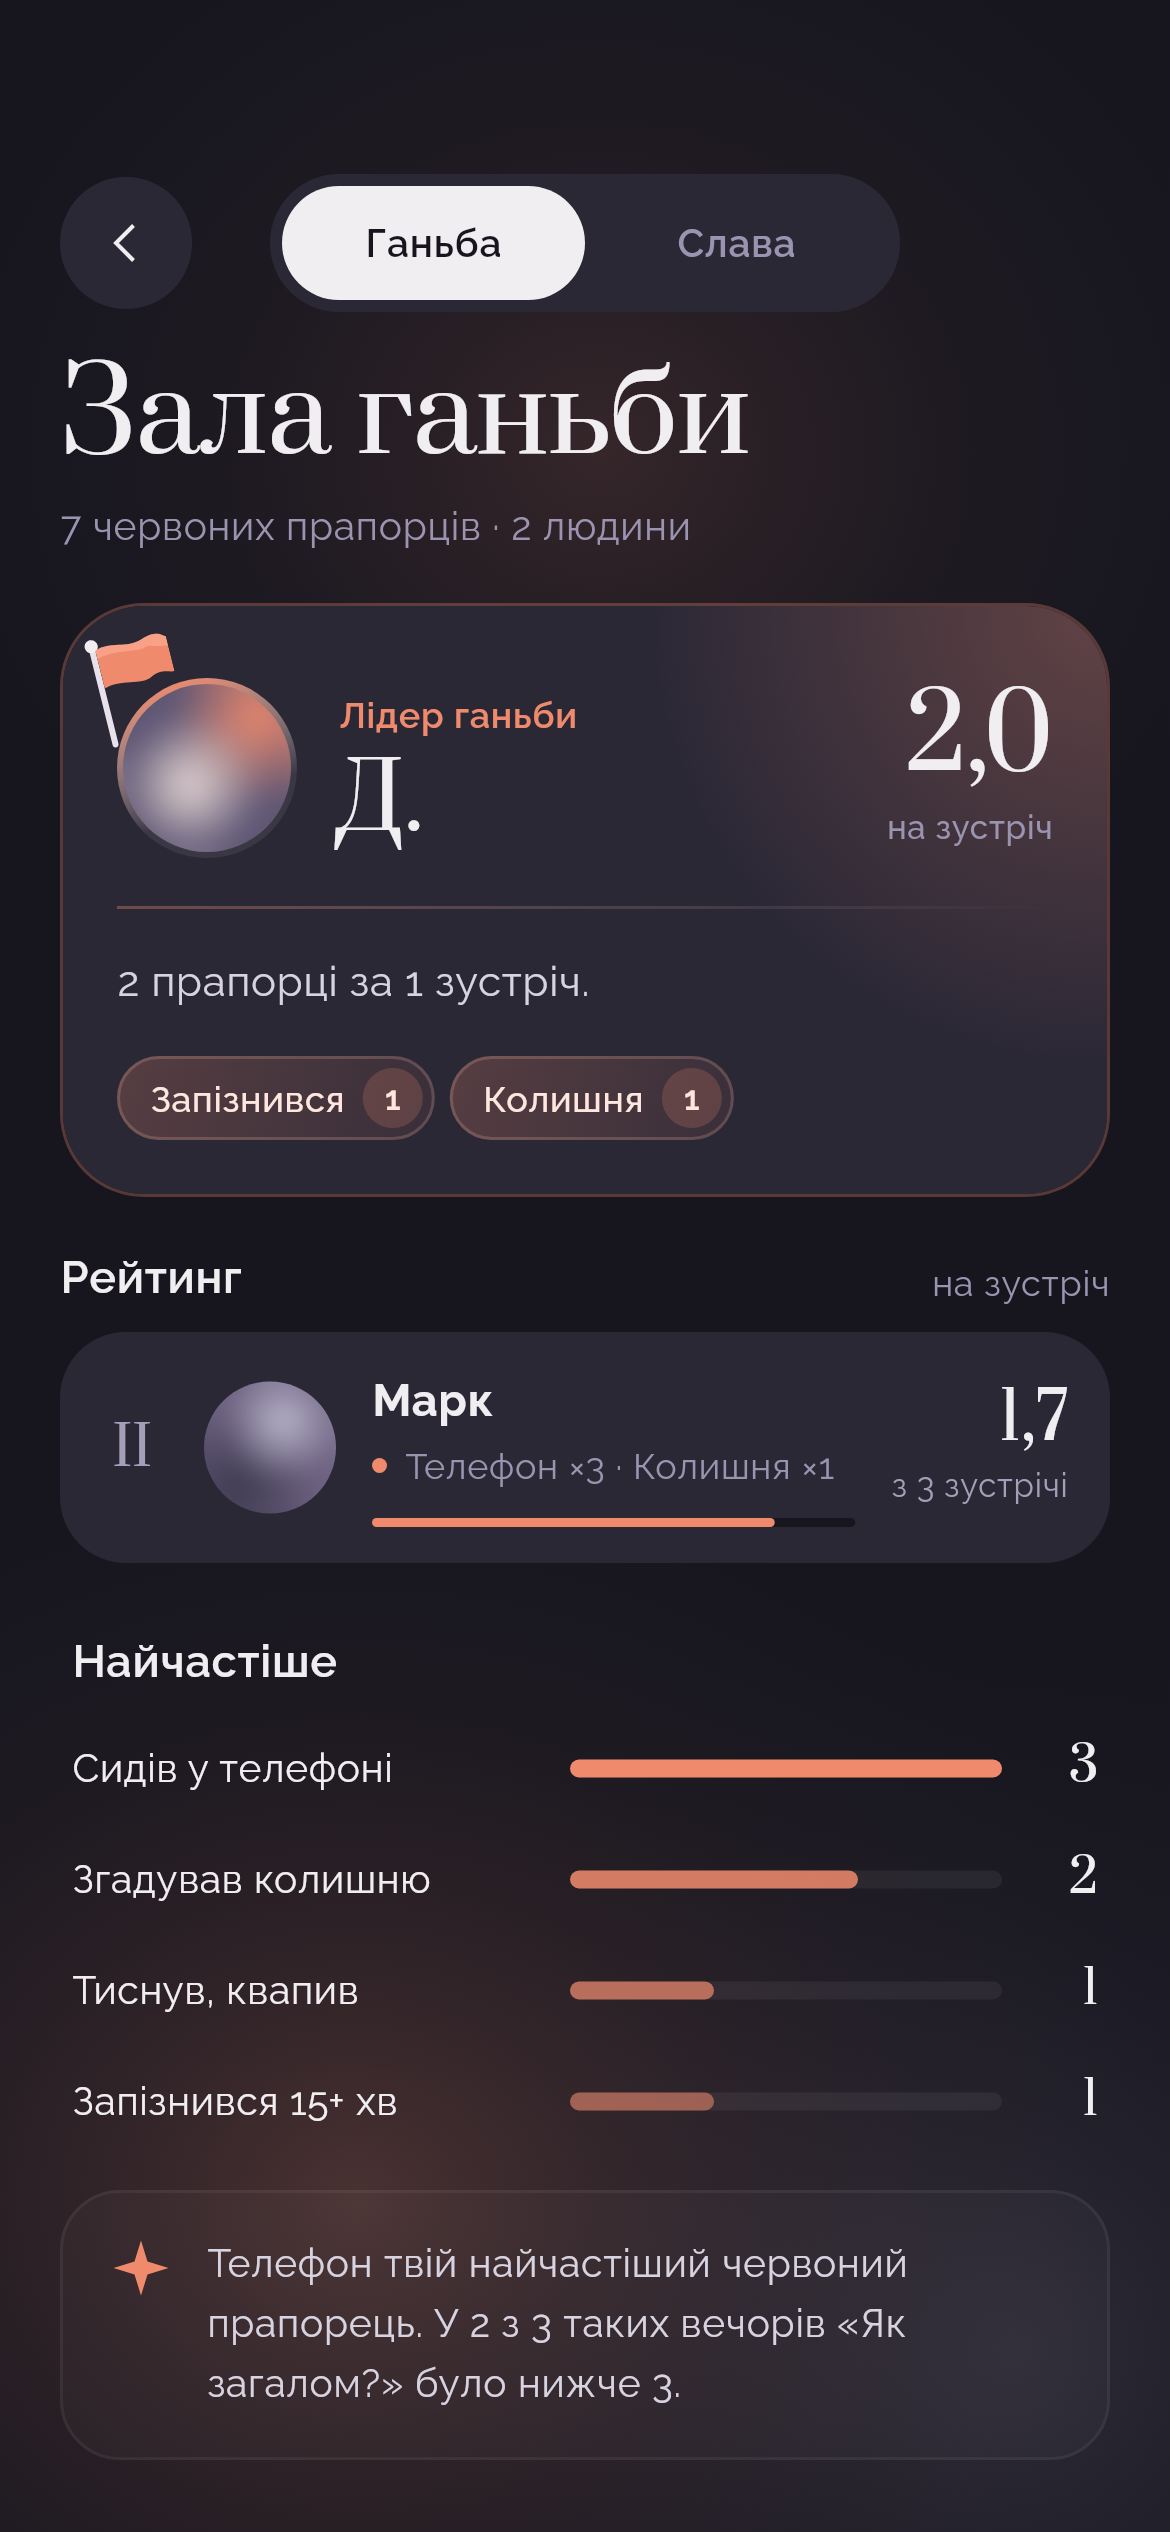 Ганьба
Слава
Зала ганьби
7 червоних прапорців · 2 людини
Лідер ганьби
Д.
2,0
на зустріч
2 прапорці за 1 зустріч.
Запізнився 1
Колишня 1
Рейтинг
на зустріч
II
Марк
Телефон ×3 · Колишня ×1
1,7
з 3 зустрічі
Найчастіше
Сидів у телефоні 3
Згадував колишню 2
Тиснув, квапив 1
Запізнився 15+ хв 1
Телефон твій найчастіший червоний
прапорець. У 2 з 3 таких вечорів «Як
загалом?» було нижче 3.